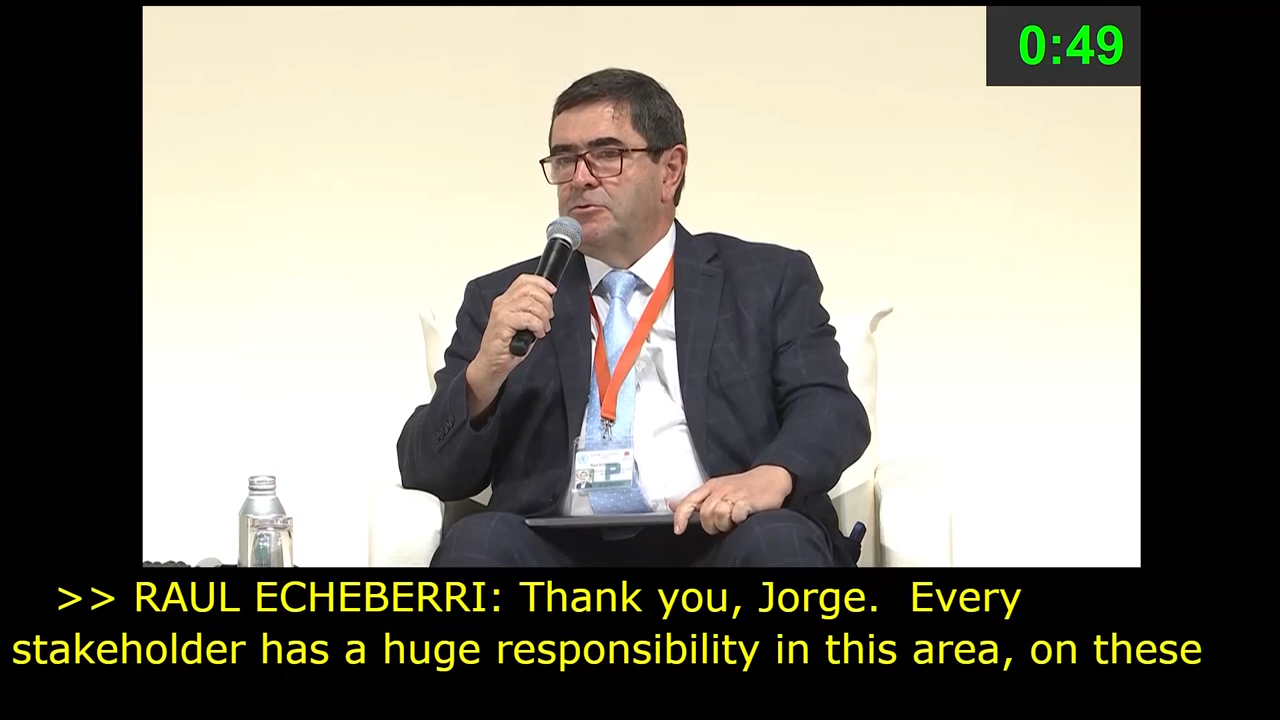 0:49
P
>> RAUL ECHEBERRI: Thank you, Jorge.  Every
stakeholder has a huge responsibility in this area, on these